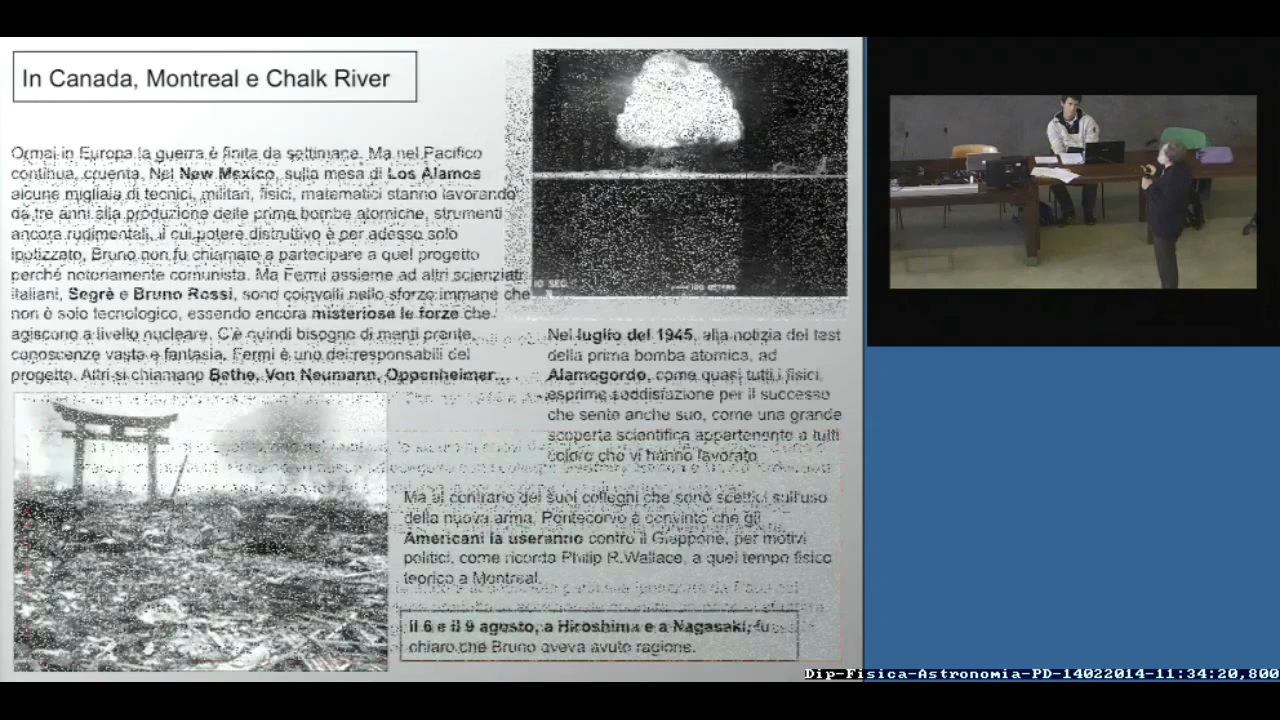 In Canada, Montreal e Chalk River
Ormai in Europa la guerra è finita da settimane. Ma nel Pacifico
continua, cruenta. Nel New Mexico, sulla mesa di Los Alamos
alcune migliaia di tecnici, militari, fisici, matematici stanno lavorando
da tre anni alla produzione delle prime bombe atomiche, strumenti
ancora rudimentali, il cui potere distruttivo è per adesso solo
ipotizzato, Bruno non fu chiamato a partecipare a quel progetto
perché notoriamente comunista. Ma Fermi assieme ad altri scienziati
italiani, Segrè e Bruno Rossi, sono coinvolti nello sforzo immane che
non è solo tecnologico, essendo ancora misteriose le forze che
agiscono a livello nucleare. C'è quindi bisogno di menti pronte,
conoscenze vaste e fantasia. Fermi è uno dei responsabili del
progetto. Altri si chiamano Bethe, Von Neumann, Oppenheimer...
10 SEC
100 METERS
Nel luglio del 1945, alla notizia del test
della prima bomba atomica, ad
Alamogordo, come quasi tutti i fisici,
esprime soddisfazione per il successo
che sente anche suo, come una grande
scoperta scientifica appartenente a tutti
coloro che vi hanno lavorato
Ma al contrario dei suoi colleghi che sono scettici sull'uso
della nuova arma, Pontecorvo è convinto che gli
Americani la useranno contro il Giappone, per motivi
politici, come ricorda Philip R.Wallace, a quel tempo fisico
teorico a Montreal.
Il 6 e il 9 agosto, a Hiroshima e a Nagasaki, fu
chiaro che Bruno aveva avuto ragione.
Dip-Fisica-Astronomia-PD-14022014-11:34:20,800